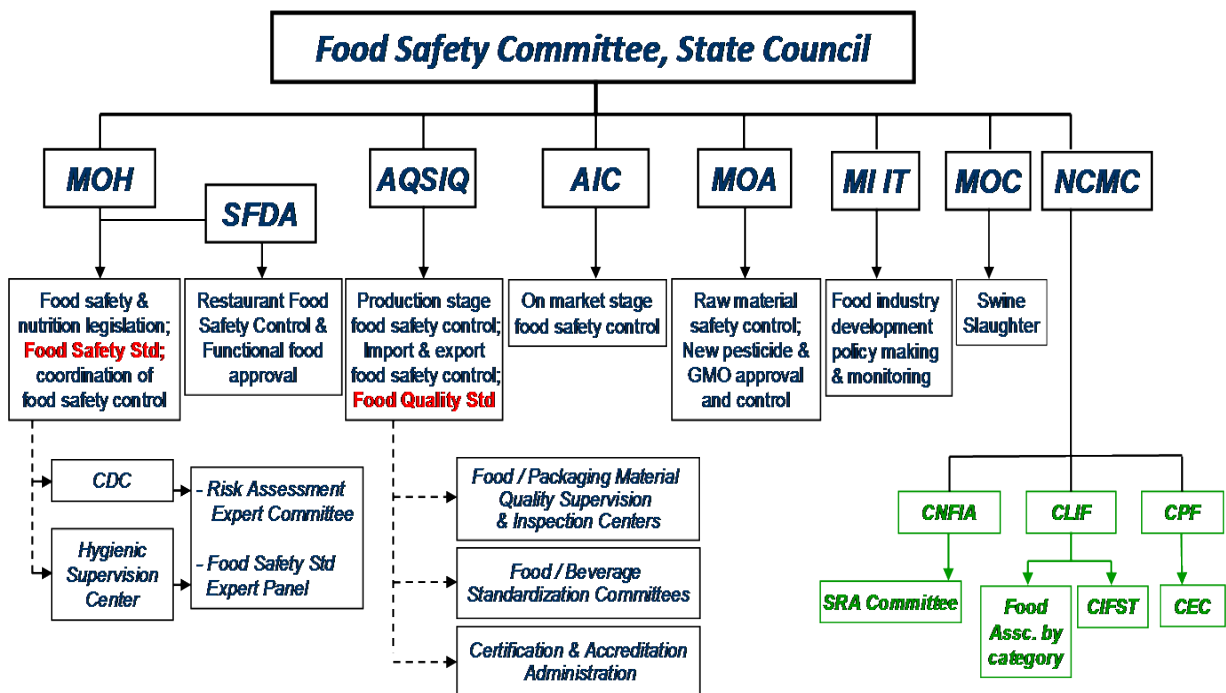 Food Safety Committee, State Council
MOH
AQSIQ
AIC
MOA
MI IT
MOC
NCMC
SFDA
Food safety &
nutrition legislation;
Food Safety Std;
coordination of
food safety control
Restaurant Food
Safety Control &
Functional food
approval
Production stage
food safety control;
Import & export
food safety control;
Food Quality Std
On market stage
food safety control
Raw material
safety control;
New pesticide &
GMO approval
and control
Food industry
development
policy making
& monitoring
Swine
Slaughter
CDC
Hygienic
Supervision
Center
- Risk Assessment
Expert Committee
- Food Safety Std
Expert Panel
Food / Packaging Material
Quality Supervision
& Inspection Centers
Food / Beverage
Standardization Committees
Certification & Accreditation
Administration
CNFIA
CLIF
CPF
SRA Committee
Food
Assc. by
category
CIFST
CEC